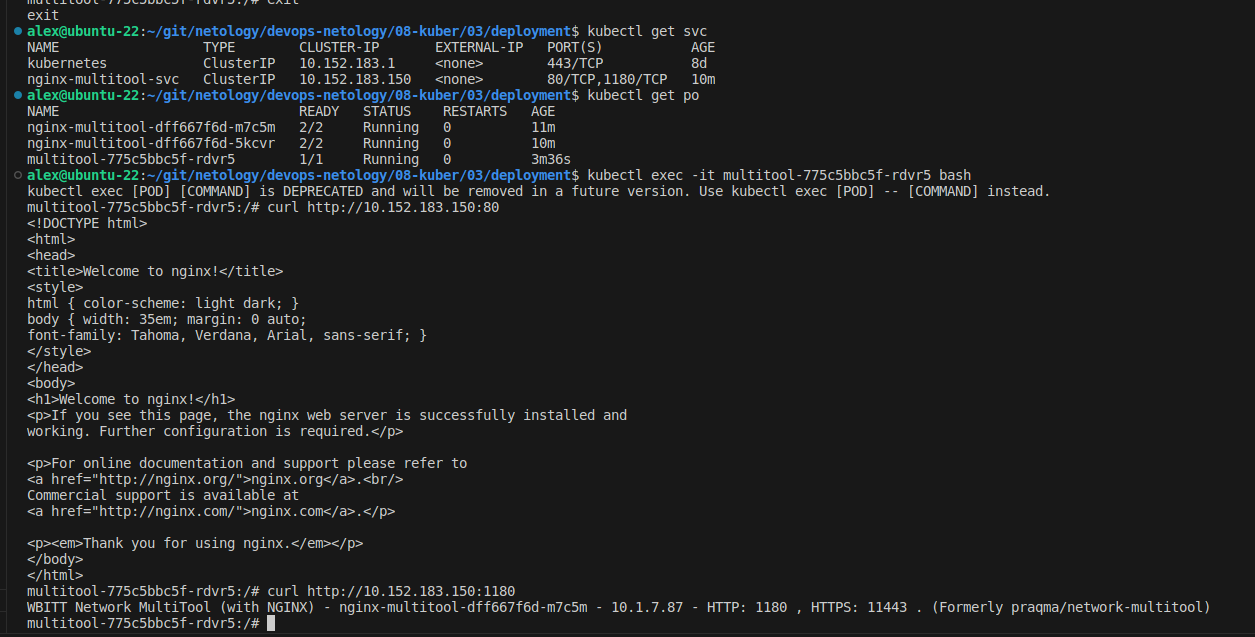 multitool-775c5bbc5f-rdvr5:/# exit
exit
alex@ubuntu-22:~/git/netology/devops-netology/08-kuber/03/deployment$ kubectl get svc
NAME                  TYPE        CLUSTER-IP       EXTERNAL-IP   PORT(S)           AGE
kubernetes            ClusterIP   10.152.183.1     <none>        443/TCP           8d
nginx-multitool-svc   ClusterIP   10.152.183.150   <none>        80/TCP,1180/TCP   10m
alex@ubuntu-22:~/git/netology/devops-netology/08-kuber/03/deployment$ kubectl get po
NAME                              READY   STATUS    RESTARTS   AGE
nginx-multitool-dff667f6d-m7c5m   2/2     Running   0          11m
nginx-multitool-dff667f6d-5kcvr   2/2     Running   0          10m
multitool-775c5bbc5f-rdvr5        1/1     Running   0          3m36s
alex@ubuntu-22:~/git/netology/devops-netology/08-kuber/03/deployment$ kubectl exec -it multitool-775c5bbc5f-rdvr5 bash
kubectl exec [POD] [COMMAND] is DEPRECATED and will be removed in a future version. Use kubectl exec [POD] -- [COMMAND] instead.
multitool-775c5bbc5f-rdvr5:/# curl http://10.152.183.150:80
<!DOCTYPE html>
<html>
<head>
<title>Welcome to nginx!</title>
<style>
html { color-scheme: light dark; }
body { width: 35em; margin: 0 auto;
font-family: Tahoma, Verdana, Arial, sans-serif; }
</style>
</head>
<body>
<h1>Welcome to nginx!</h1>
<p>If you see this page, the nginx web server is successfully installed and
working. Further configuration is required.</p>
<p>For online documentation and support please refer to
<a href="http://nginx.org/">nginx.org</a>.<br/>
Commercial support is available at
<a href="http://nginx.com/">nginx.com</a>.</p>
<p><em>Thank you for using nginx.</em></p>
</body>
</html>
multitool-775c5bbc5f-rdvr5:/# curl http://10.152.183.150:1180
WBITT Network MultiTool (with NGINX) - nginx-multitool-dff667f6d-m7c5m - 10.1.7.87 - HTTP: 1180 , HTTPS: 11443 . (Formerly praqma/network-multitool)
multitool-775c5bbc5f-rdvr5:/#